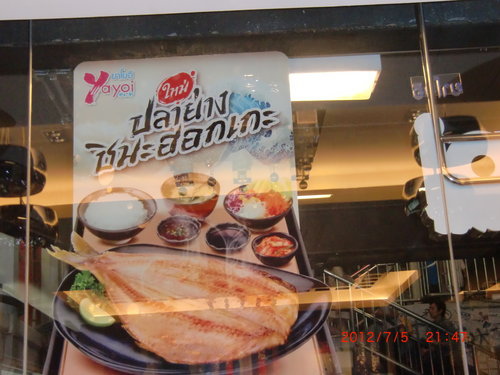 ยาโยอิ
Yayoi
ใหม่
ปลาย่าง
ชิมะฮอกเกะ
2012/7/5 21:47